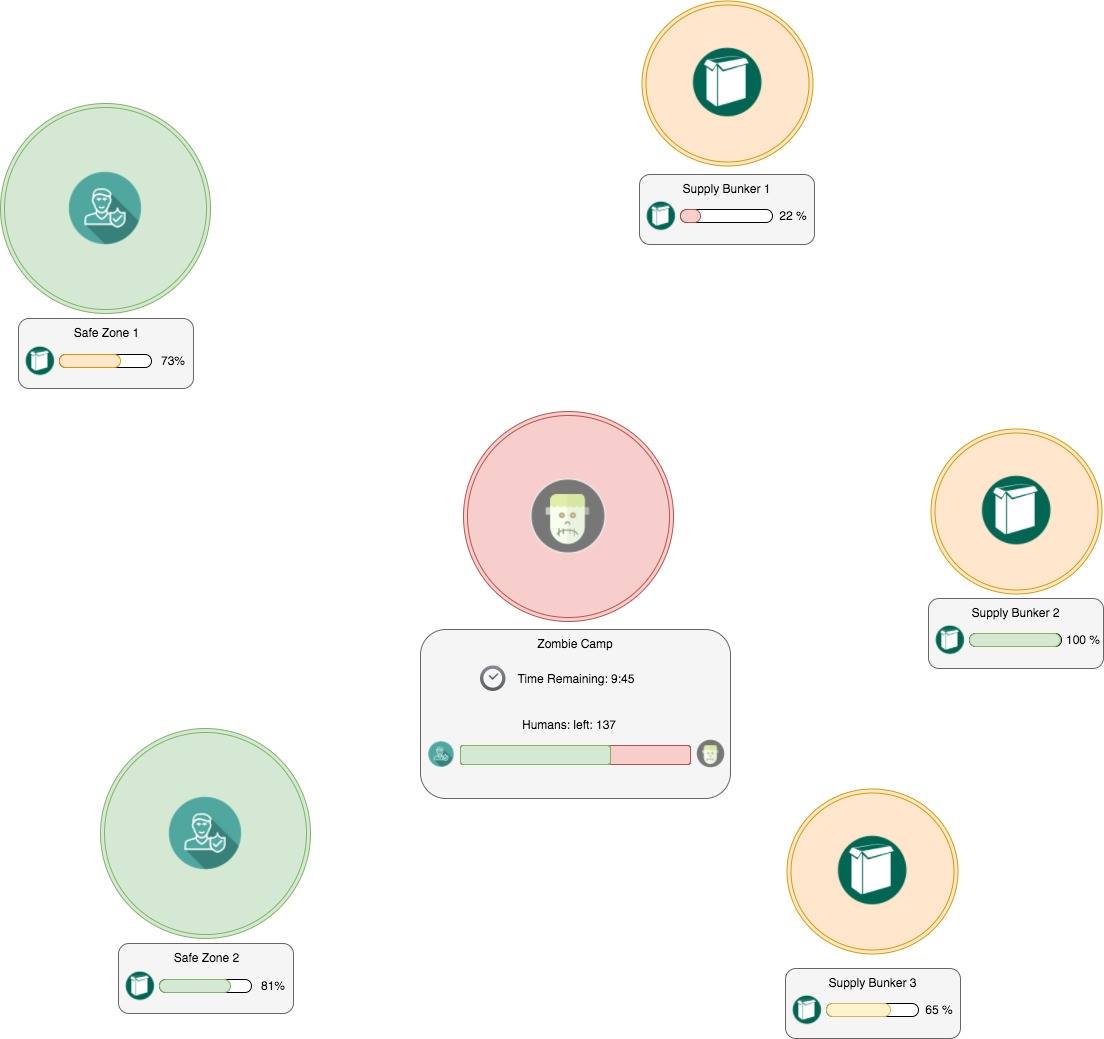 Supply Bunker 1
22 %
Safe Zone 1
73%
Supply Bunker 2
100 %
Zombie Camp
Time Remaining: 9:45
Humans: left: 137
Safe Zone 2
81%
Supply Bunker 3
65 %